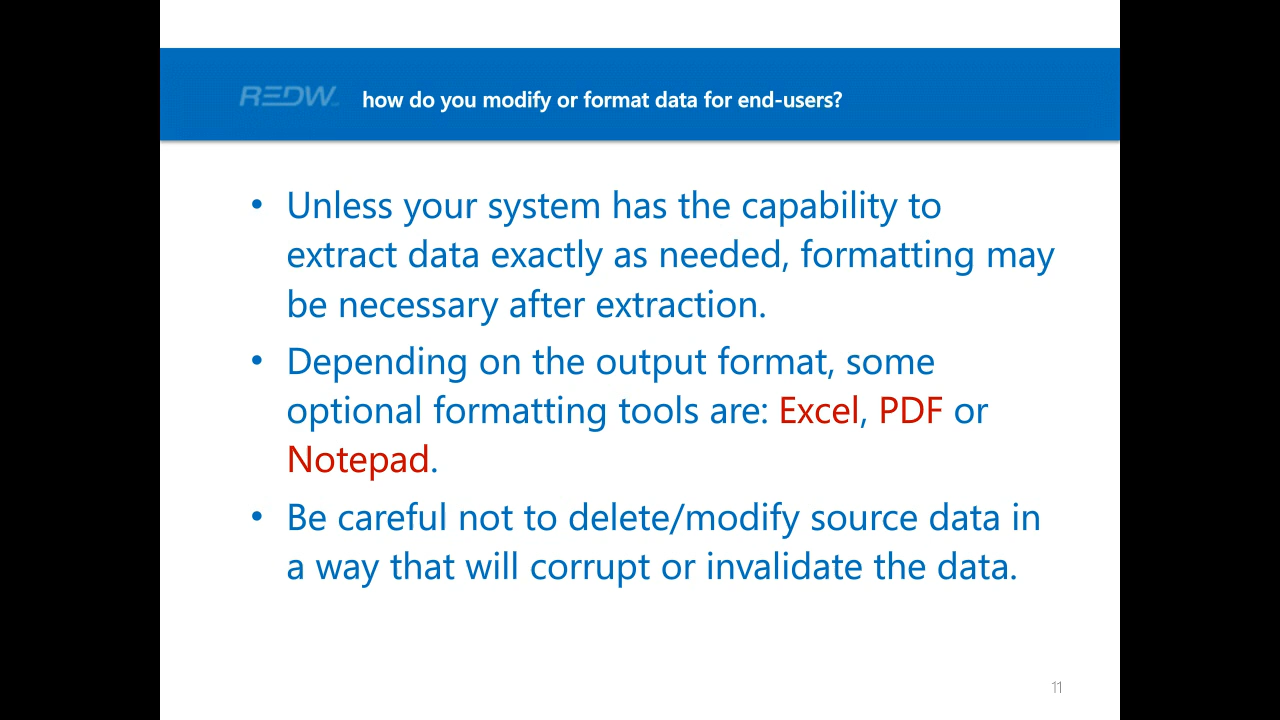 REDW
how do you modify or format data for end-users?
• Unless your system has the capability to
extract data exactly as needed, formatting may
be necessary after extraction.
• Depending on the output format, some
optional formatting tools are: Excel, PDF or
Notepad.
• Be careful not to delete/modify source data in
a way that will corrupt or invalidate the data.
11